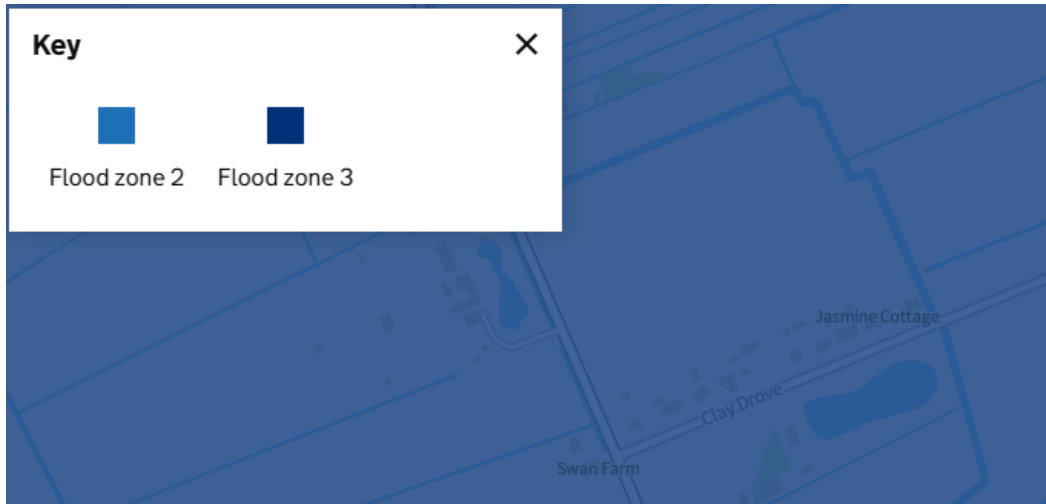 Key
Flood zone 2
Flood zone 3
Jasmine Cottage
Clay Drove
Swan Farm